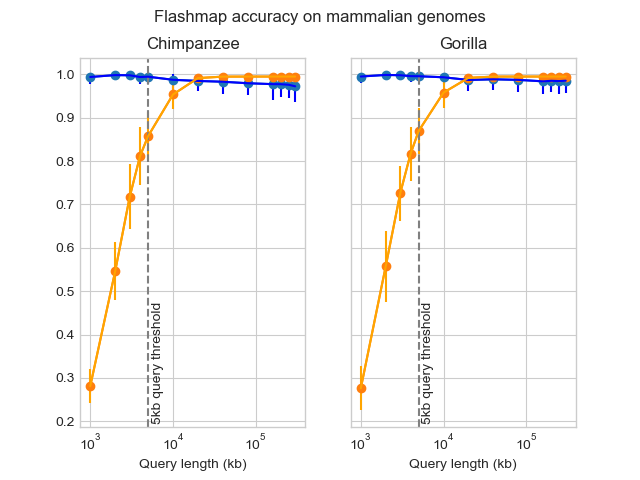 Flashmap accuracy on mammalian genomes
Chimpanzee
Gorilla
1.0
0.9
0.8
0.7
0.6
0.5
0.4
0.3
0.2
5kb query threshold
5kb query threshold
10³ 10⁴ 10⁵
10³ 10⁴ 10⁵
Query length (kb)
Query length (kb)